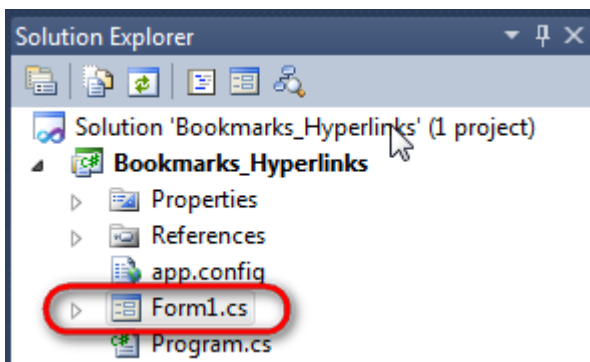 Solution Explorer
Solution 'Bookmarks_Hyperlinks' (1 project)
Bookmarks_Hyperlinks
Properties
References
app.config
Form1.cs
Program.cs